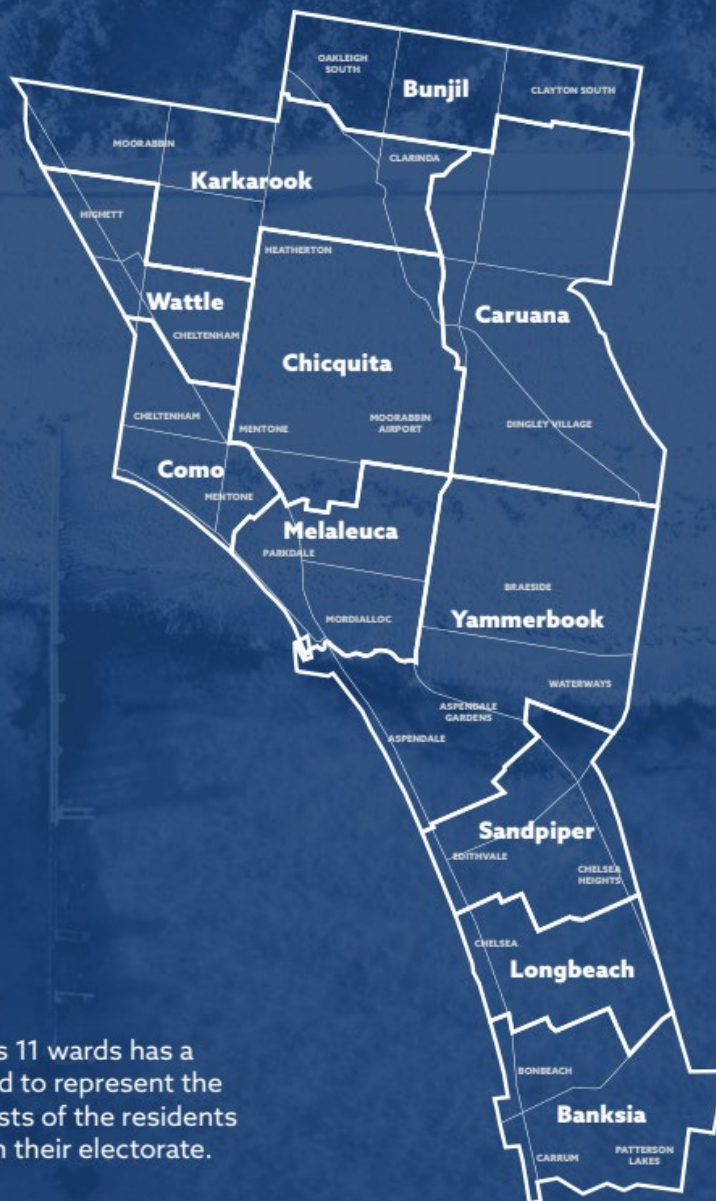 OAKLEIGH
SOUTH
Bunjil
CLAYTON SOUTH
MOORABBIN
CLARINDA
Karkarook
HIGHETT
HEATHERTON
Wattle
CHELTENHAM
Caruana
Chicquita
CHELTENHAM
MENTONE
MOORABBIN
AIRPORT
DINGLEY VILLAGE
Como
MENTONE
Melaleuca
PARKDALE
BRAESIDE
MORDIALLOC
Yammerbook
WATERWAYS
ASPENDALE
GARDENS
ASPENDALE
Sandpiper
EDITHVALE
CHELSEA
HEIGHTS
CHELSEA
Longbeach
s 11 wards has a
d to represent the
sts of the residents
n their electorate.
BONBEACH
Banksia
CARRUM
PATTERSON
LAKES